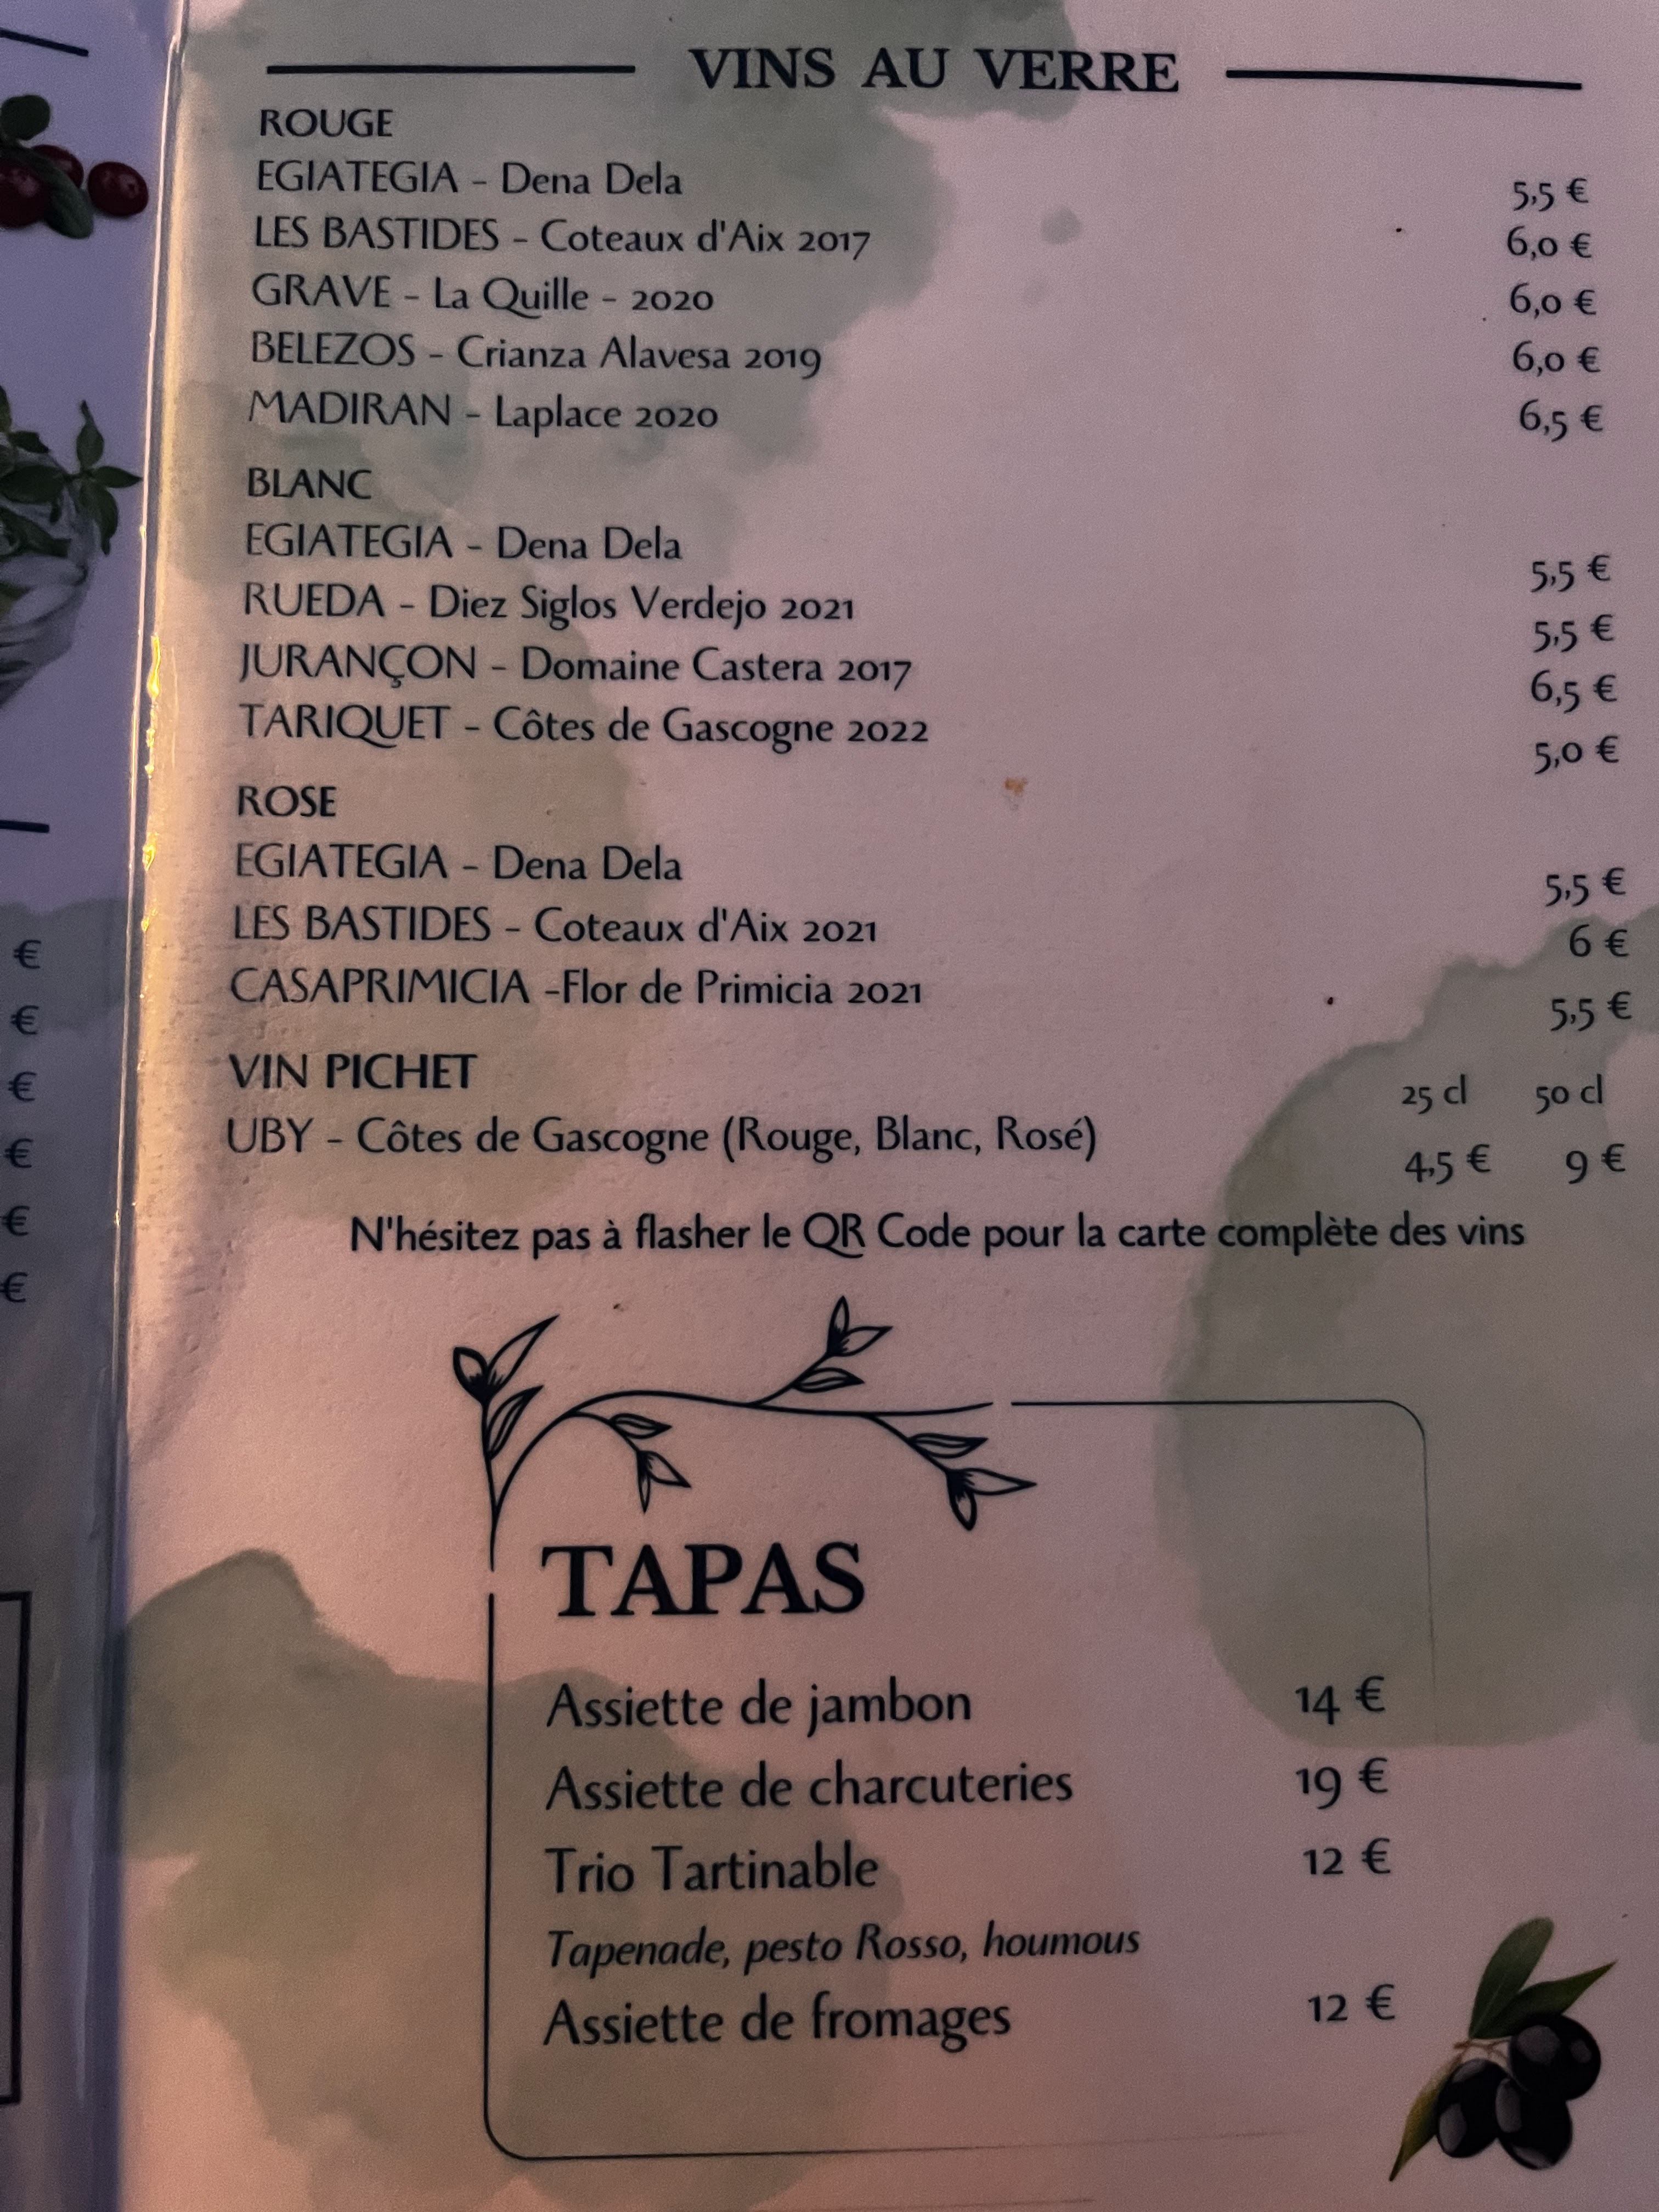 VINS AU VERRE
ROUGE
EGIATEGIA - Dena Dela 5,5 €
LES BASTIDES - Coteaux d'Aix 2017 6,0 €
GRAVE - La Quille - 2020 6,0 €
BELEZOS - Crianza Alavesa 2019 6,0 €
MADIRAN - Laplace 2020 6,5 €
BLANC
EGIATEGIA - Dena Dela 5,5 €
RUEDA - Diez Siglos Verdejo 2021 5,5 €
JURANÇON - Domaine Castera 2017 6,5 €
TARIQUET - Côtes de Gascogne 2022 5,0 €
ROSE
EGIATEGIA - Dena Dela 5,5 €
LES BASTIDES - Coteaux d'Aix 2021 6 €
CASAPRIMICIA -Flor de Primicia 2021 5,5 €
VIN PICHET 25 cl 50 cl
UBY - Côtes de Gascogne (Rouge, Blanc, Rosé) 4,5 € 9 €
N'hésitez pas à flasher le QR Code pour la carte complète des vins
TAPAS
Assiette de jambon 14 €
Assiette de charcuteries 19 €
Trio Tartinable 12 €
Tapenade, pesto Rosso, houmous
Assiette de fromages 12 €
€
€
€
€
€
€